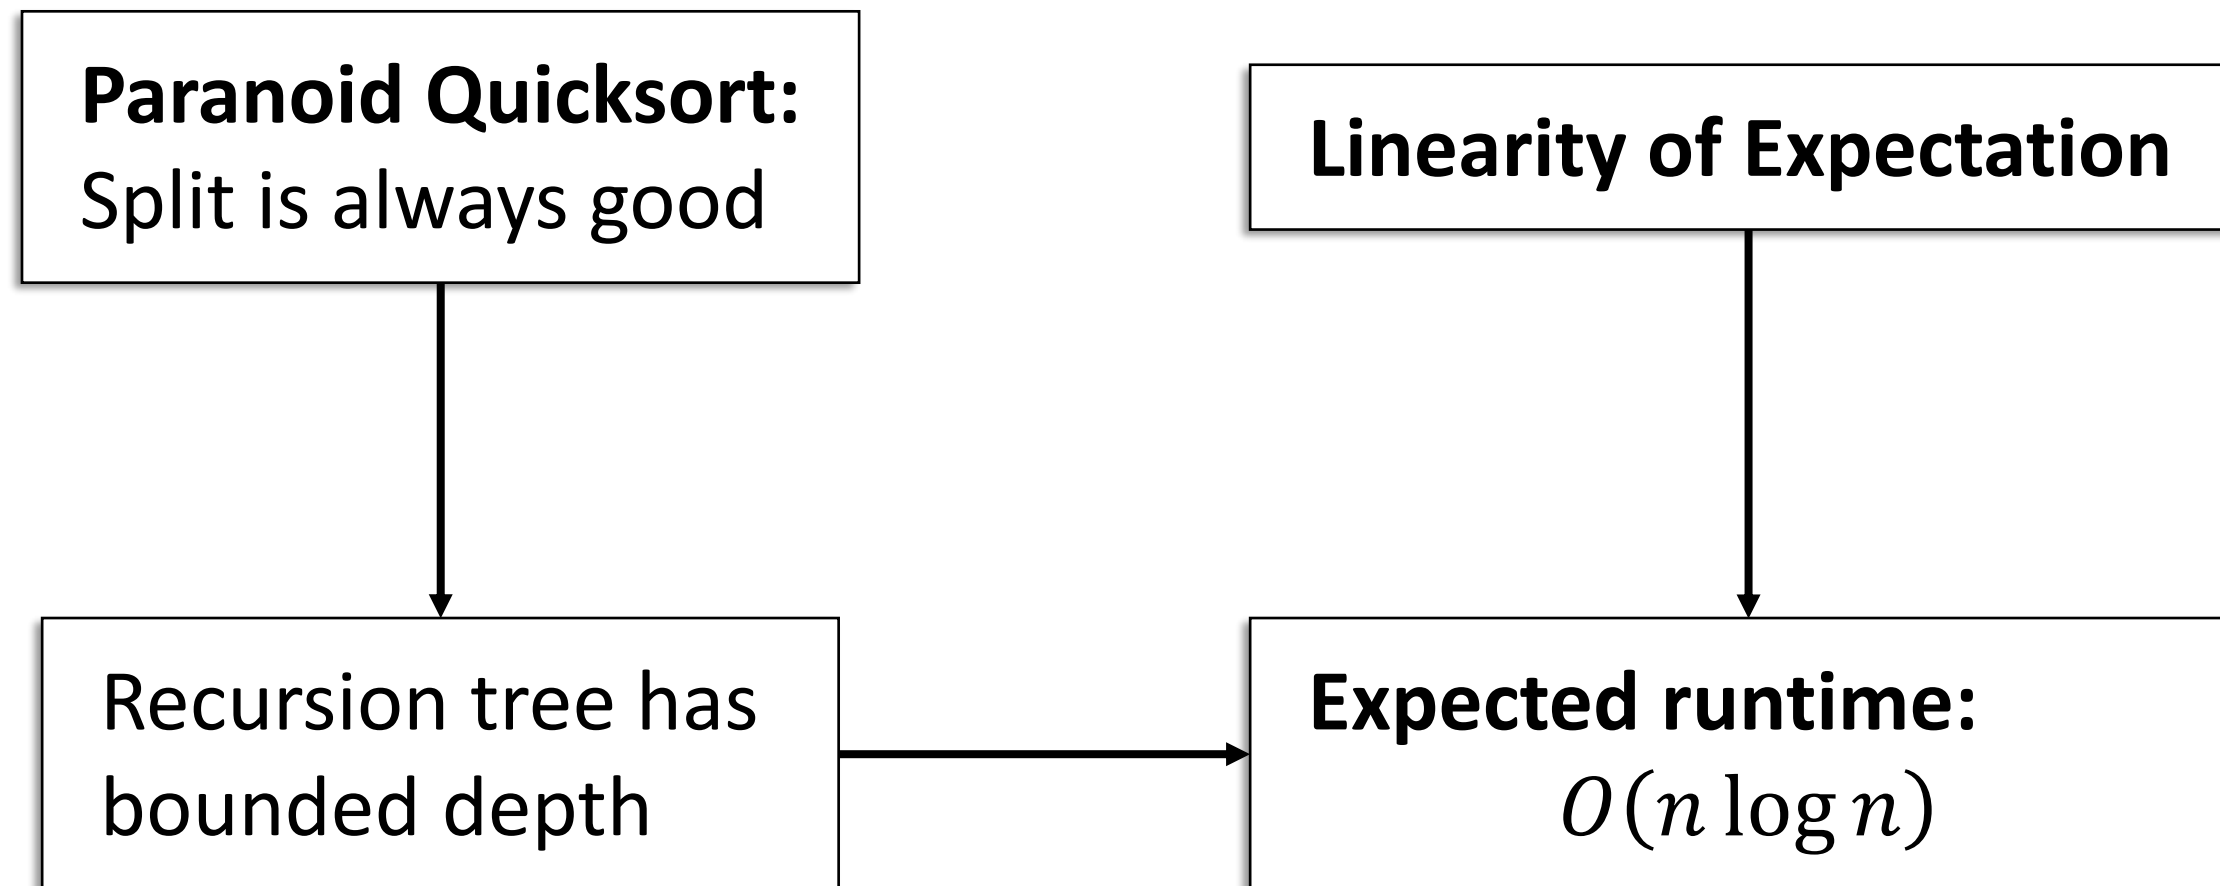 Paranoid Quicksort:
Split is always good
Linearity of Expectation
Recursion tree has
bounded depth
Expected runtime:
O(n log n)